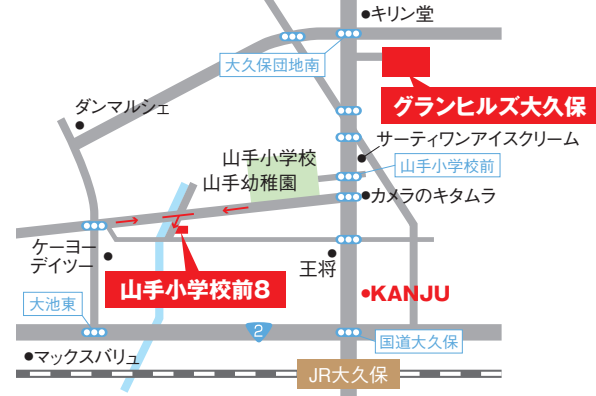 キリン堂
大久保団地南
グランヒルズ大久保
ダンマルシェ
サーティワンアイスクリーム
山手小学校
山手幼稚園
山手小学校前
カメラのキタムラ
ケーヨー
デイツー
王将
山手小学校前8
KANJU
大池東
2
国道大久保
マックスバリュ
JR大久保